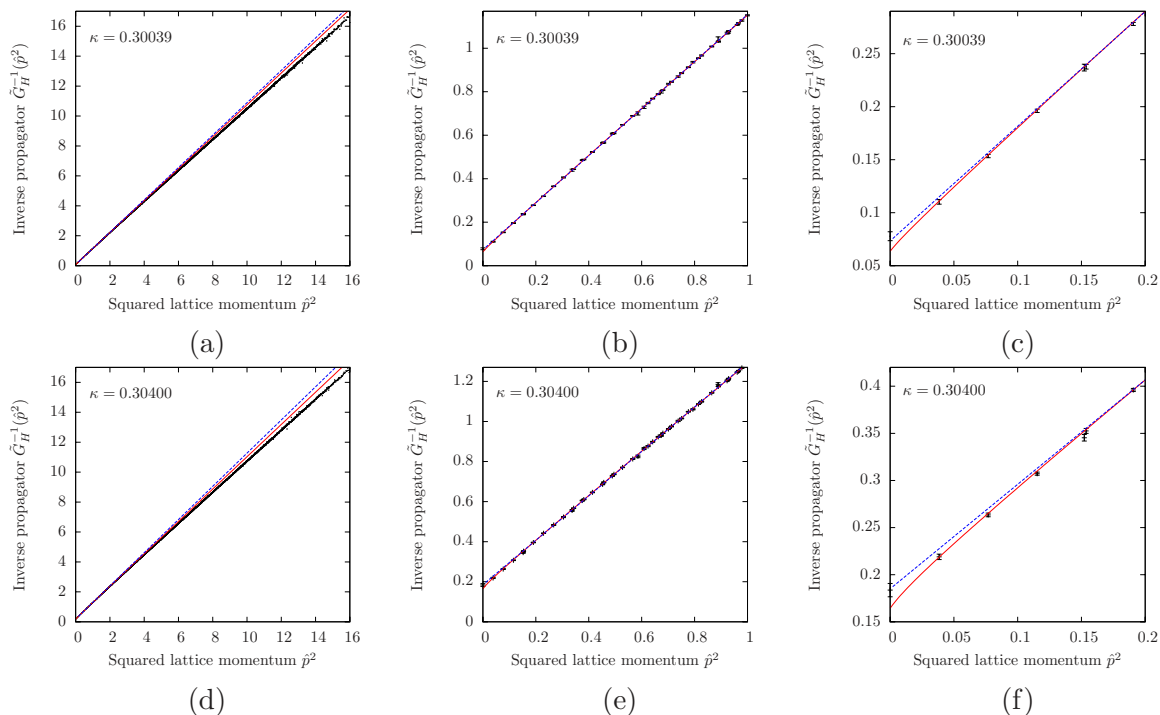 Inverse propagator G̃_H^{-1}(p̂²)
16
14
12
10
8
6
4
2
0
κ = 0.30039
0 2 4 6 8 10 12 14 16
Squared lattice momentum p̂²
(a)
Inverse propagator G̃_H^{-1}(p̂²)
1
0.8
0.6
0.4
0.2
0
κ = 0.30039
0 0.2 0.4 0.6 0.8 1
Squared lattice momentum p̂²
(b)
Inverse propagator G̃_H^{-1}(p̂²)
0.25
0.2
0.15
0.1
0.05
κ = 0.30039
0 0.05 0.1 0.15 0.2
Squared lattice momentum p̂²
(c)
Inverse propagator G̃_H^{-1}(p̂²)
16
14
12
10
8
6
4
2
0
κ = 0.30400
0 2 4 6 8 10 12 14 16
Squared lattice momentum p̂²
(d)
Inverse propagator G̃_H^{-1}(p̂²)
1.2
1
0.8
0.6
0.4
0.2
0
κ = 0.30400
0 0.2 0.4 0.6 0.8 1
Squared lattice momentum p̂²
(e)
Inverse propagator G̃_H^{-1}(p̂²)
0.4
0.35
0.3
0.25
0.2
0.15
κ = 0.30400
0 0.05 0.1 0.15 0.2
Squared lattice momentum p̂²
(f)